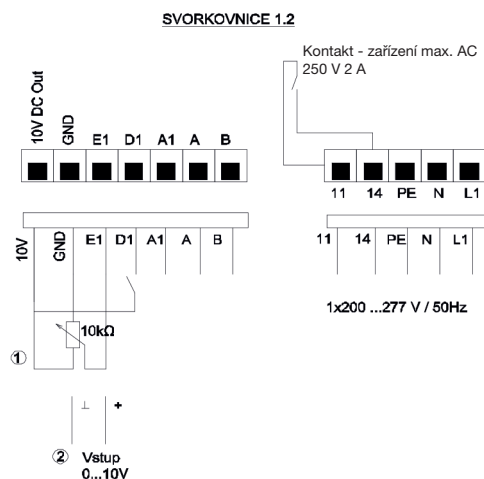 SVORKOVNICE 1.2
Kontakt - zařízení max. AC
250 V 2 A
10V DC Out GND E1 D1 A1 A B
11 14 PE N L1
10V GND E1 D1 A1 A B
11 14 PE N L1
1x200 ...277 V / 50Hz
10kΩ
1
⊥ +
2 Vstup
0...10V